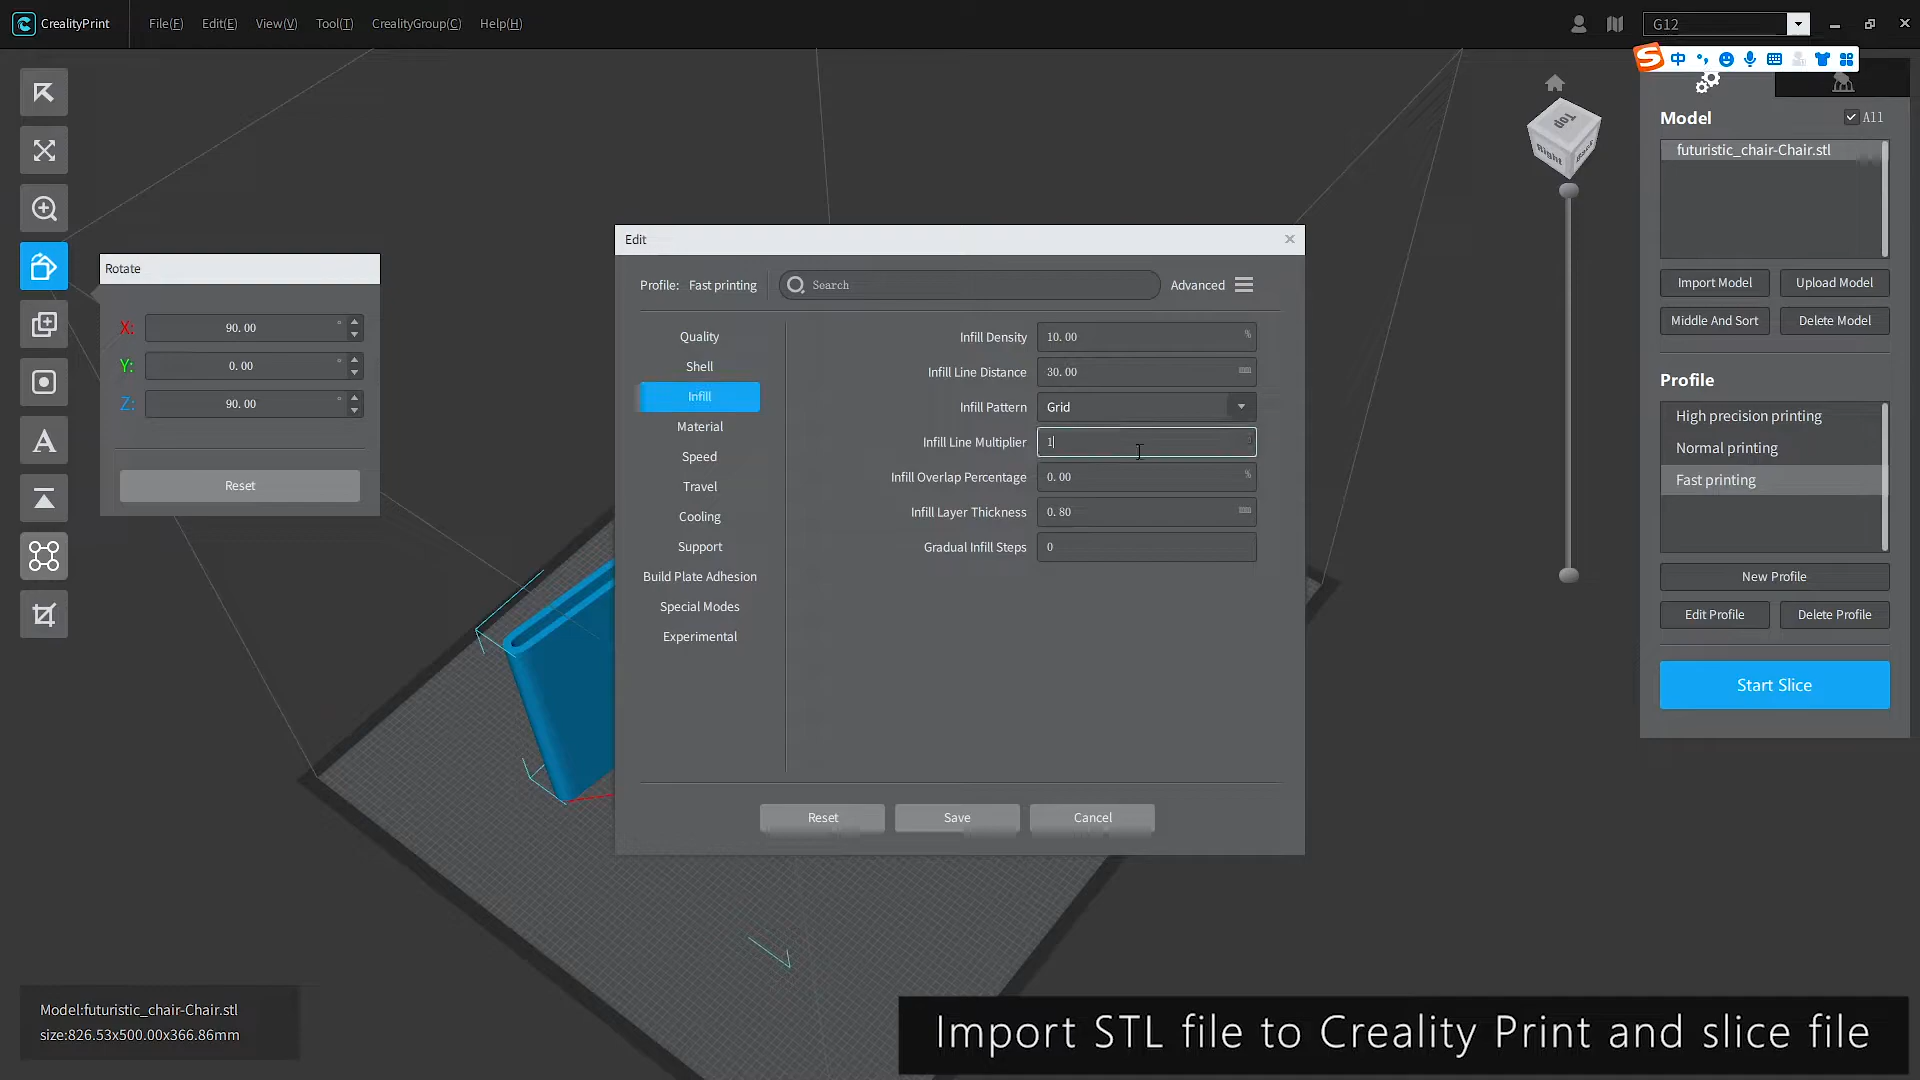 CrealityPrint File(F) Edit(E) View(V) Tool(T) CrealityGroup(C) Help(H) G12
中
Top
Right
Back
Model All
futuristic_chair-Chair.stl
Import Model Upload Model
Middle And Sort Delete Model
Profile
High precision printing
Normal printing
Fast printing
New Profile
Edit Profile Delete Profile
Start Slice
Rotate
X: 90.00 °
Y: 0.00 °
Z: 90.00 °
Reset
Edit
Profile: Fast printing Search Advanced
Quality
Shell
Infill
Material
Speed
Travel
Cooling
Support
Build Plate Adhesion
Special Modes
Experimental
Infill Density 10.00 %
Infill Line Distance 30.00 mm
Infill Pattern Grid
Infill Line Multiplier 1
Infill Overlap Percentage 0.00 %
Infill Layer Thickness 0.80 mm
Gradual Infill Steps 0
Reset Save Cancel
Model:futuristic_chair-Chair.stl
size:826.53x500.00x366.86mm
Import STL file to Creality Print and slice file